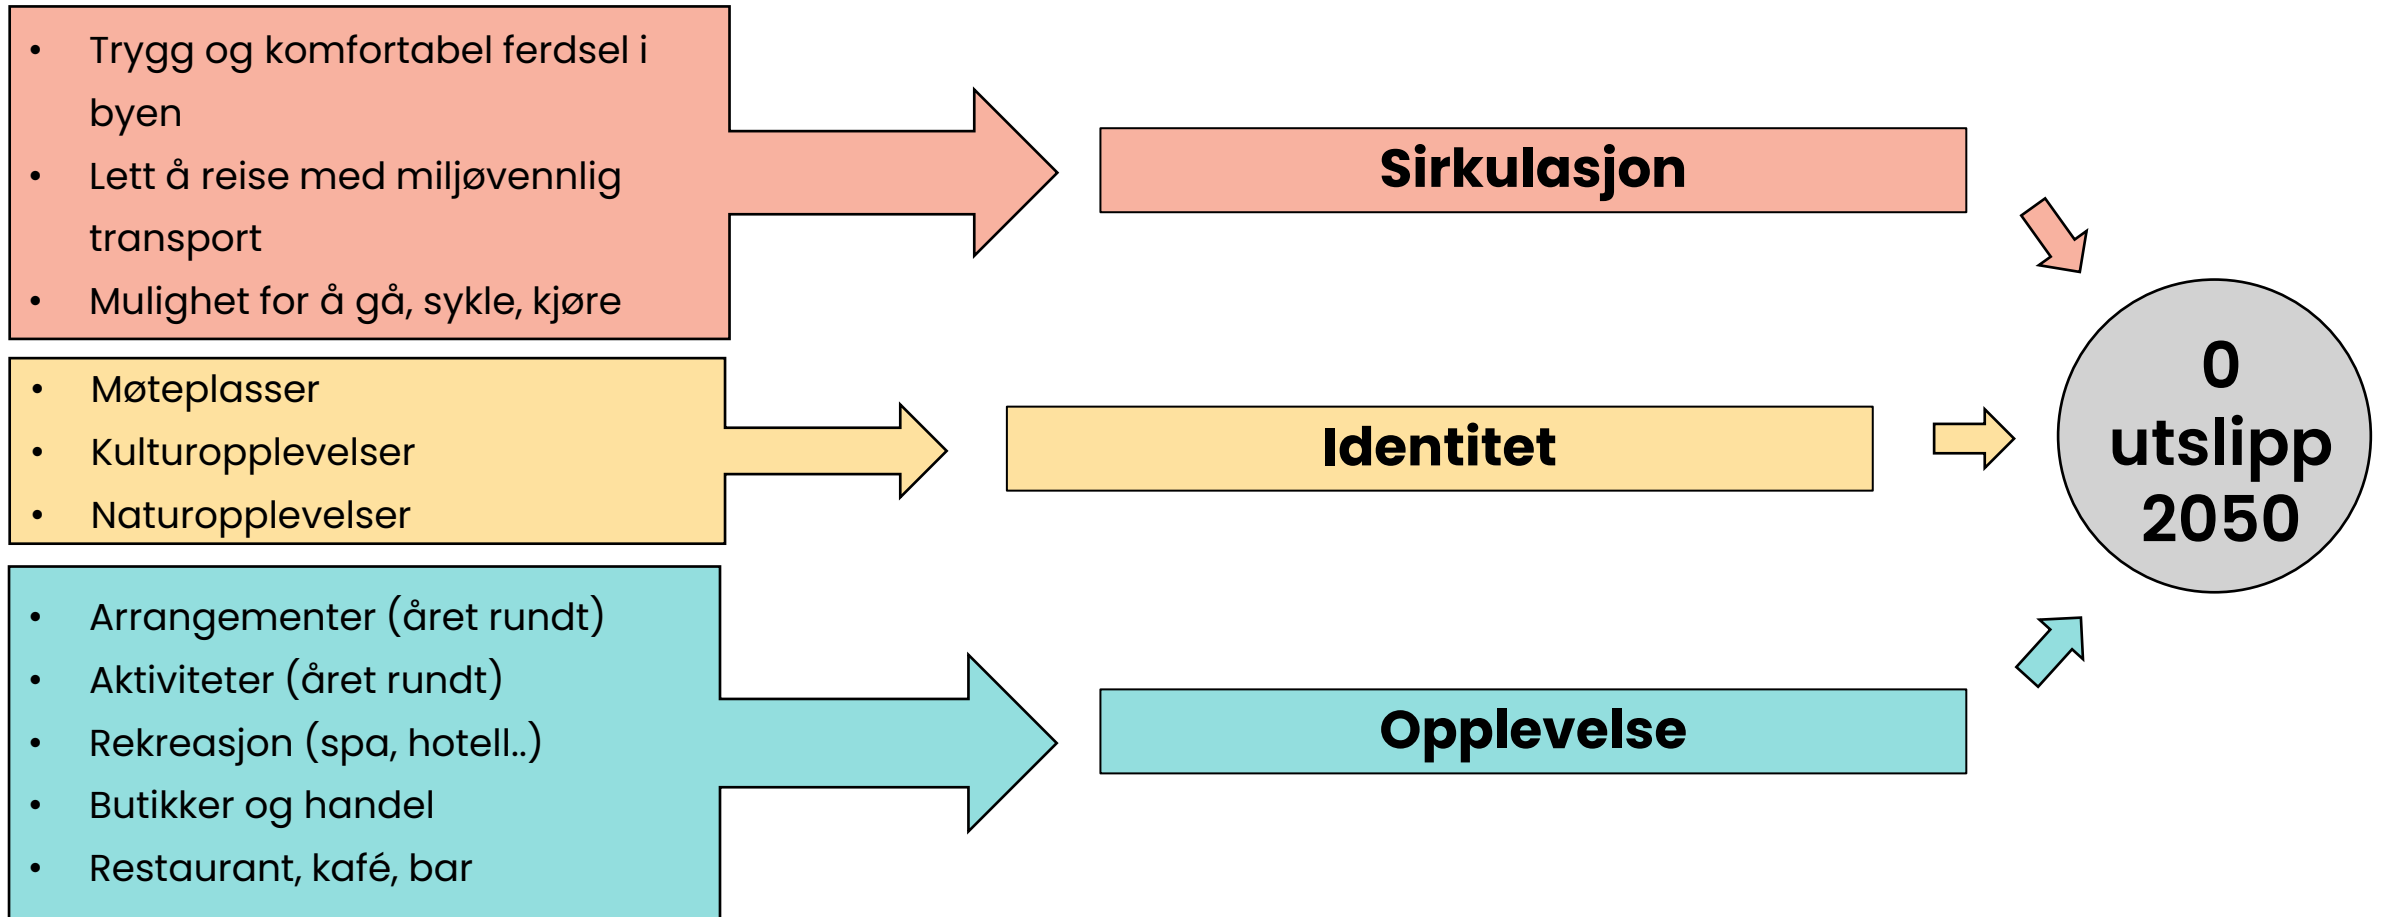 • Trygg og komfortabel ferdsel i
byen
• Lett å reise med miljøvennlig
transport
• Mulighet for å gå, sykle, kjøre
Sirkulasjon
• Møteplasser
• Kulturopplevelser
• Naturopplevelser
Identitet
• Arrangementer (året rundt)
• Aktiviteter (året rundt)
• Rekreasjon (spa, hotell..)
• Butikker og handel
• Restaurant, kafé, bar
Opplevelse
0
utslipp
2050